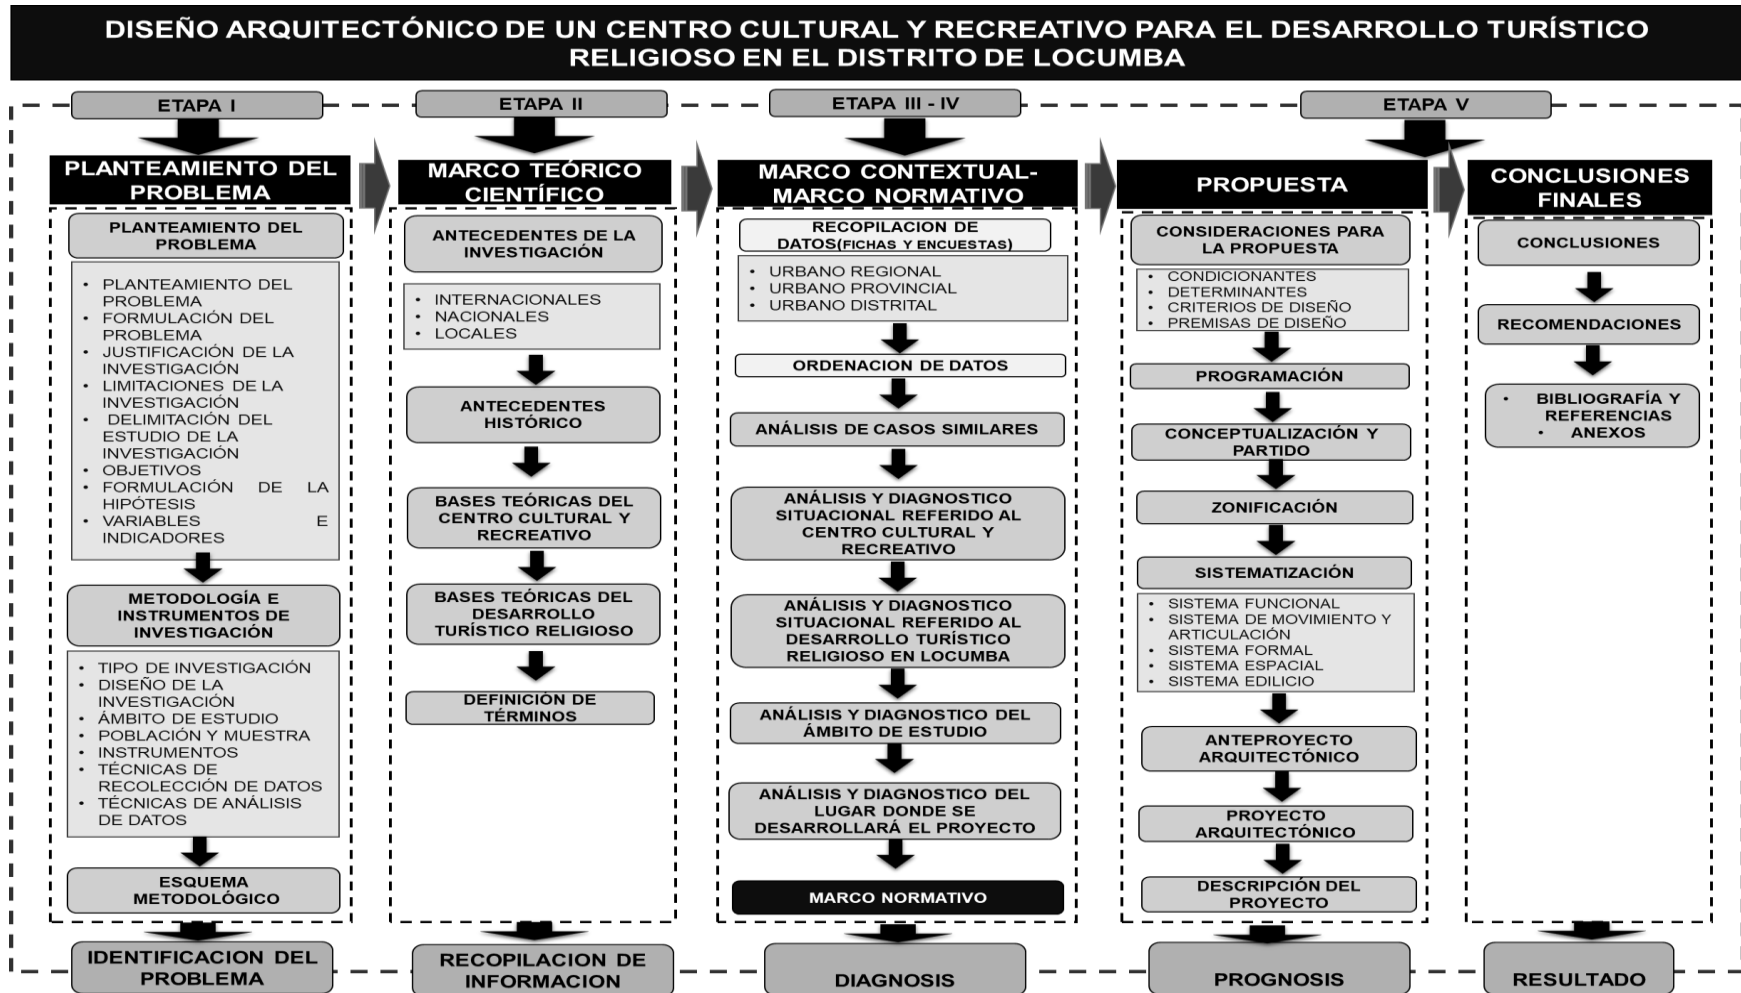 DISEÑO ARQUITECTÓNICO DE UN CENTRO CULTURAL Y RECREATIVO PARA EL DESARROLLO TURÍSTICO
RELIGIOSO EN EL DISTRITO DE LOCUMBA
ETAPA I
PLANTEAMIENTO DEL
PROBLEMA
PLANTEAMIENTO DEL
PROBLEMA
• PLANTEAMIENTO DEL
PROBLEMA
• FORMULACIÓN DEL
PROBLEMA
• JUSTIFICACIÓN DE LA
INVESTIGACIÓN
• LIMITACIONES DE LA
INVESTIGACIÓN
• DELIMITACIÓN DEL
ESTUDIO DE LA
INVESTIGACIÓN
• OBJETIVOS
• FORMULACIÓN DE LA
HIPÓTESIS
• VARIABLES E
INDICADORES
METODOLOGÍA E
INSTRUMENTOS DE
INVESTIGACIÓN
• TIPO DE INVESTIGACIÓN
• DISEÑO DE LA
INVESTIGACIÓN
• ÁMBITO DE ESTUDIO
• POBLACIÓN Y MUESTRA
• INSTRUMENTOS
• TÉCNICAS DE
RECOLECCIÓN DE DATOS
• TÉCNICAS DE ANÁLISIS
DE DATOS
ESQUEMA
METODOLÓGICO
IDENTIFICACION DEL
PROBLEMA
ETAPA II
MARCO TEÓRICO
CIENTÍFICO
ANTECEDENTES DE LA
INVESTIGACIÓN
• INTERNACIONALES
• NACIONALES
• LOCALES
ANTECEDENTES
HISTÓRICO
BASES TEÓRICAS DEL
CENTRO CULTURAL Y
RECREATIVO
BASES TEÓRICAS DEL
DESARROLLO
TURÍSTICO RELIGIOSO
DEFINICIÓN DE
TÉRMINOS
RECOPILACION DE
INFORMACION
ETAPA III - IV
MARCO CONTEXTUAL-
MARCO NORMATIVO
RECOPILACION DE
DATOS(FICHAS Y ENCUESTAS)
• URBANO REGIONAL
• URBANO PROVINCIAL
• URBANO DISTRITAL
ORDENACION DE DATOS
ANÁLISIS DE CASOS SIMILARES
ANÁLISIS Y DIAGNOSTICO
SITUACIONAL REFERIDO AL
CENTRO CULTURAL Y
RECREATIVO
ANÁLISIS Y DIAGNOSTICO
SITUACIONAL REFERIDO AL
DESARROLLO TURÍSTICO
RELIGIOSO EN LOCUMBA
ANÁLISIS Y DIAGNOSTICO DEL
ÁMBITO DE ESTUDIO
ANÁLISIS Y DIAGNOSTICO DEL
LUGAR DONDE SE
DESARROLLARÁ EL PROYECTO
MARCO NORMATIVO
DIAGNOSIS
ETAPA V
PROPUESTA
CONSIDERACIONES PARA
LA PROPUESTA
• CONDICIONANTES
• DETERMINANTES
• CRITERIOS DE DISEÑO
• PREMISAS DE DISEÑO
PROGRAMACIÓN
CONCEPTUALIZACIÓN Y
PARTIDO
ZONIFICACIÓN
SISTEMATIZACIÓN
• SISTEMA FUNCIONAL
• SISTEMA DE MOVIMIENTO Y
ARTICULACIÓN
• SISTEMA FORMAL
• SISTEMA ESPACIAL
• SISTEMA EDILICIO
ANTEPROYECTO
ARQUITECTÓNICO
PROYECTO
ARQUITECTÓNICO
DESCRIPCIÓN DEL
PROYECTO
PROGNOSIS
CONCLUSIONES
FINALES
CONCLUSIONES
RECOMENDACIONES
• BIBLIOGRAFÍA Y
REFERENCIAS
• ANEXOS
RESULTADO